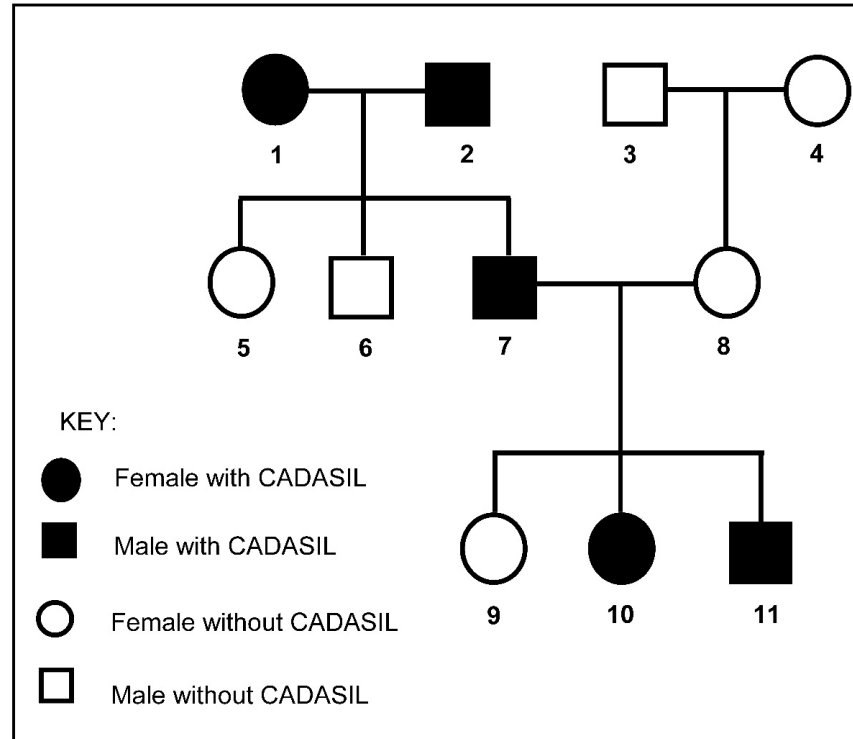 1 2 3 4
5 6 7 8
KEY:
Female with CADASIL
Male with CADASIL
Female without CADASIL
Male without CADASIL
9 10 11